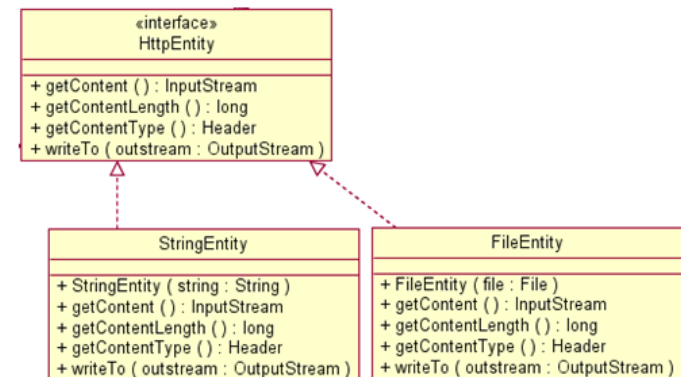 «interface»
HttpEntity
+ getContent ( ) : InputStream
+ getContentLength ( ) : long
+ getContentType ( ) : Header
+ writeTo ( outstream : OutputStream )
StringEntity
+ StringEntity ( string : String )
+ getContent ( ) : InputStream
+ getContentLength ( ) : long
+ getContentType ( ) : Header
+ writeTo ( outstream : OutputStream )
FileEntity
+ FileEntity ( file : File )
+ getContent ( ) : InputStream
+ getContentLength ( ) : long
+ getContentType ( ) : Header
+ writeTo ( outstream : OutputStream )